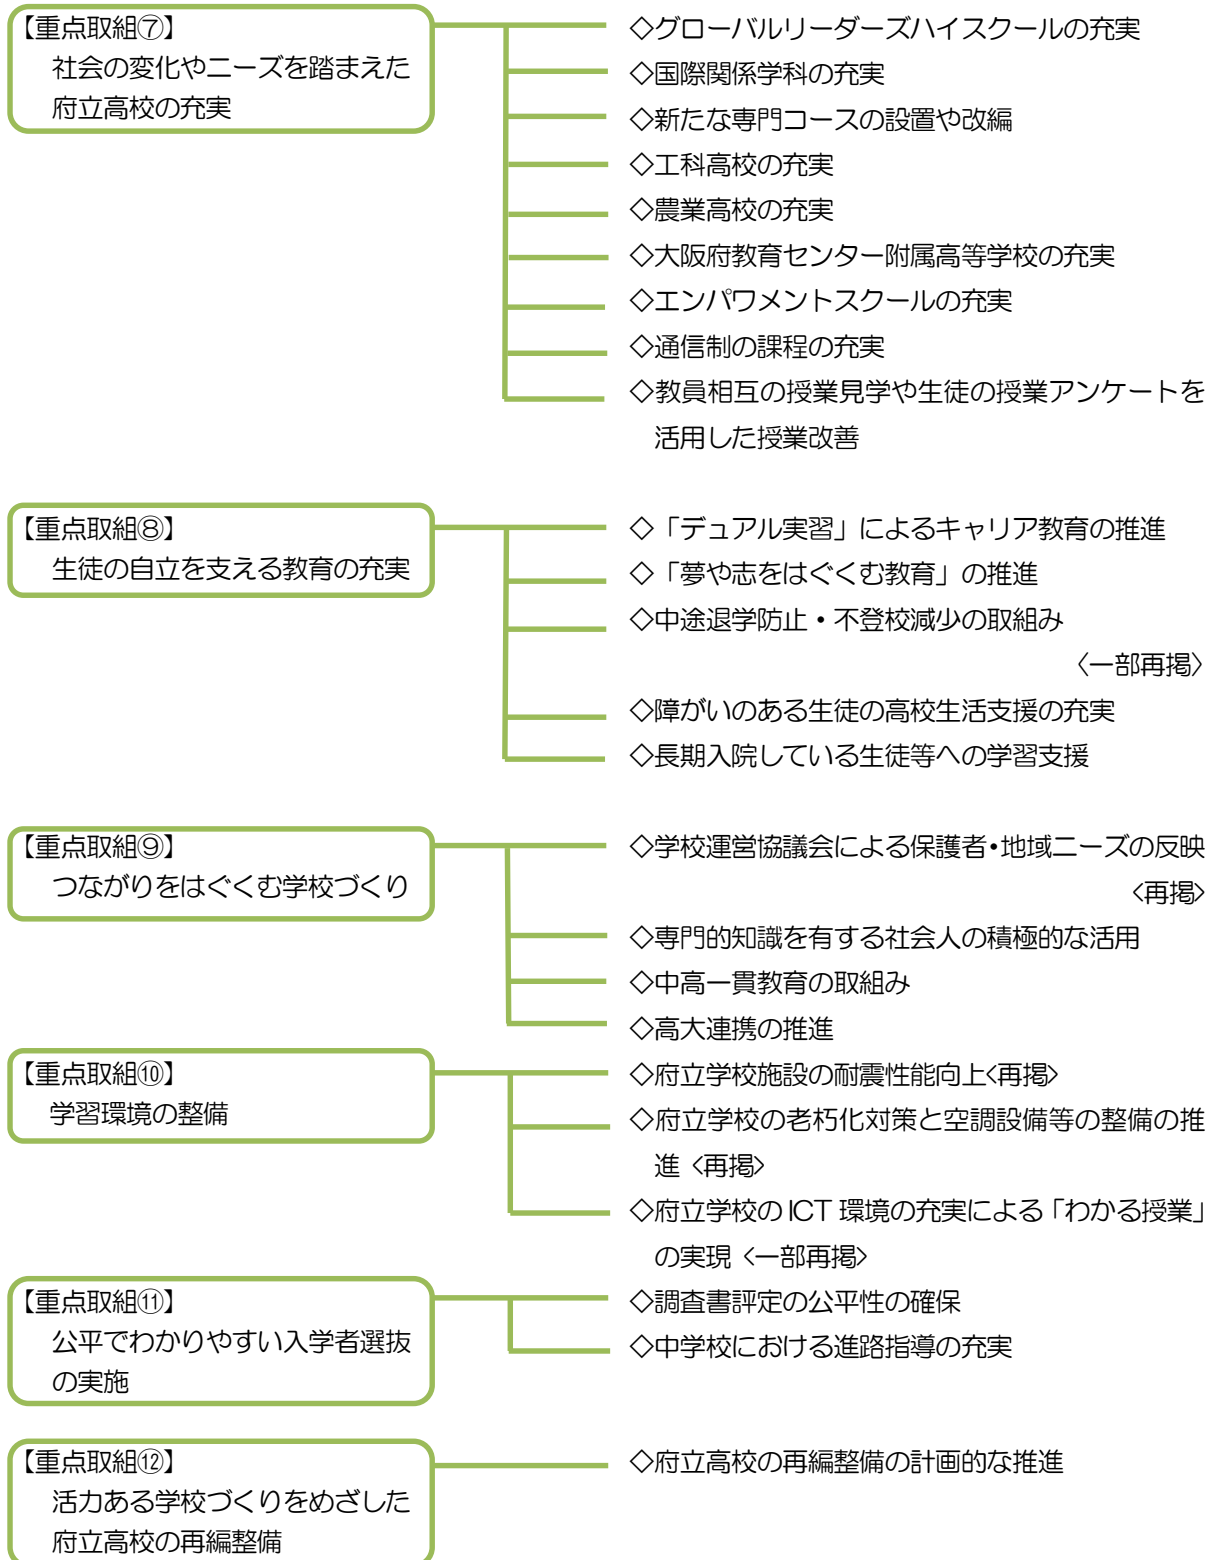 【重点取組⑦】
社会の変化やニーズを踏まえた
府立高校の充実
◇グローバルリーダーズハイスクールの充実
◇国際関係学科の充実
◇新たな専門コースの設置や改編
◇工科高校の充実
◇農業高校の充実
◇大阪府教育センター附属高等学校の充実
◇エンパワメントスクールの充実
◇通信制の課程の充実
◇教員相互の授業見学や生徒の授業アンケートを
活用した授業改善
【重点取組⑧】
生徒の自立を支える教育の充実
◇「デュアル実習」によるキャリア教育の推進
◇「夢や志をはぐくむ教育」の推進
◇中途退学防止・不登校減少の取組み
〈一部再掲〉
◇障がいのある生徒の高校生活支援の充実
◇長期入院している生徒等への学習支援
【重点取組⑨】
つながりをはぐくむ学校づくり
◇学校運営協議会による保護者・地域ニーズの反映
<再掲>
◇専門的知識を有する社会人の積極的な活用
◇中高一貫教育の取組み
◇高大連携の推進
【重点取組⑩】
学習環境の整備
◇府立学校施設の耐震性能向上<再掲>
◇府立学校の老朽化対策と空調設備等の整備の推
進 <再掲>
◇府立学校の ICT 環境の充実による「わかる授業」
の実現 <一部再掲>
【重点取組⑪】
公平でわかりやすい入学者選抜
の実施
◇調査書評定の公平性の確保
◇中学校における進路指導の充実
【重点取組⑫】
活力ある学校づくりをめざした
府立高校の再編整備
◇府立高校の再編整備の計画的な推進